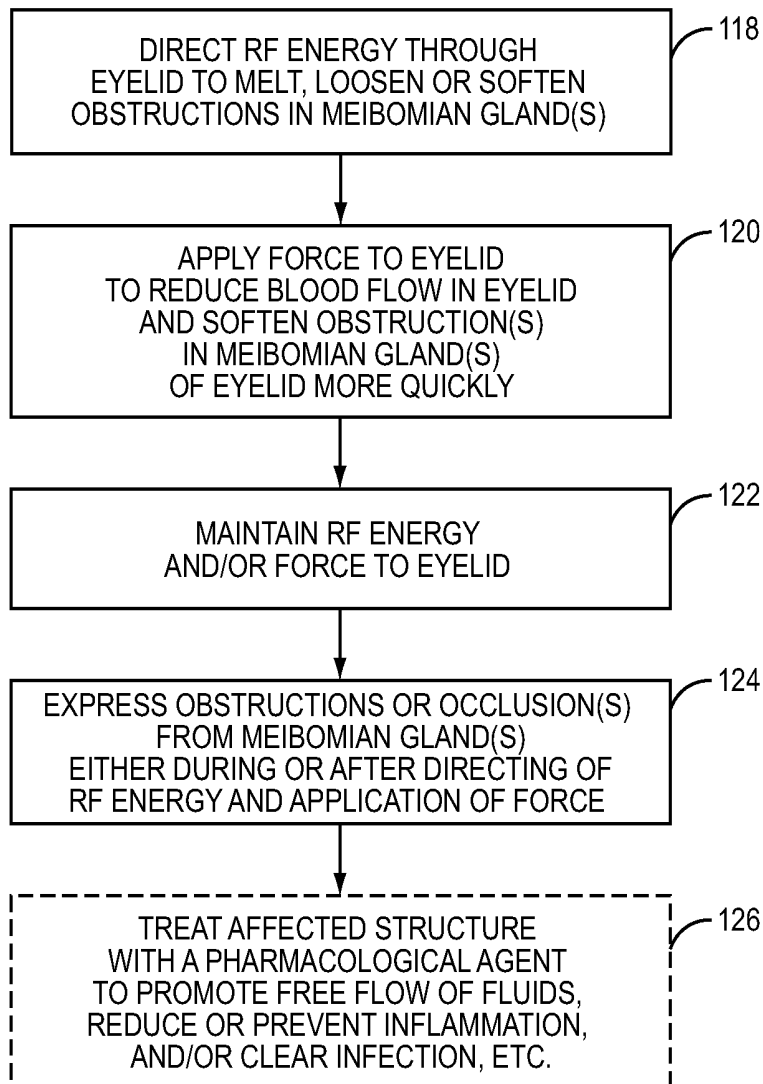 DIRECT RF ENERGY THROUGH
EYELID TO MELT, LOOSEN OR SOFTEN
OBSTRUCTIONS IN MEIBOMIAN GLAND(S)
118
APPLY FORCE TO EYELID
TO REDUCE BLOOD FLOW IN EYELID
AND SOFTEN OBSTRUCTION(S)
IN MEIBOMIAN GLAND(S)
OF EYELID MORE QUICKLY
120
MAINTAIN RF ENERGY
AND/OR FORCE TO EYELID
122
EXPRESS OBSTRUCTIONS OR OCCLUSION(S)
FROM MEIBOMIAN GLAND(S)
EITHER DURING OR AFTER DIRECTING OF
RF ENERGY AND APPLICATION OF FORCE
124
TREAT AFFECTED STRUCTURE
WITH A PHARMACOLOGICAL AGENT
TO PROMOTE FREE FLOW OF FLUIDS,
REDUCE OR PREVENT INFLAMMATION,
AND/OR CLEAR INFECTION, ETC.
126